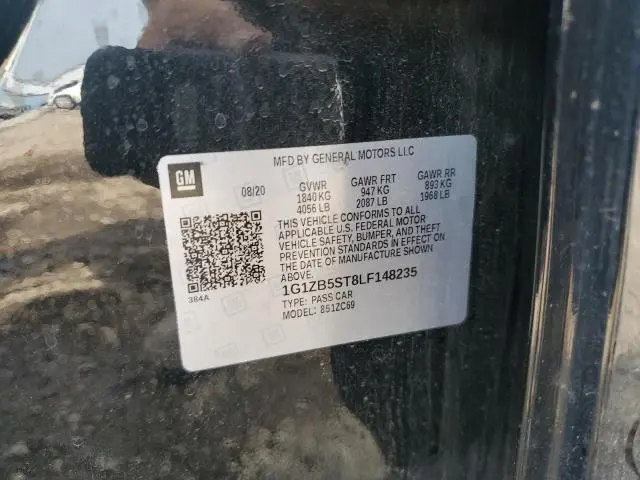 MFD BY GENERAL MOTORS LLC
GM
08/20
GVWR
1840 KG
4056 LB
GAWR FRT
947 KG
2087 LB
GAWR RR
893 KG
1968 LB
THIS VEHICLE CONFORMS TO ALL
APPLICABLE U.S. FEDERAL MOTOR
VEHICLE SAFETY, BUMPER, AND THEFT
PREVENTION STANDARDS IN EFFECT ON
THE DATE OF MANUFACTURE SHOWN ABOVE.
384A
1G1ZB5ST8LF148235
TYPE: PASS CAR
MODEL: 851ZC69